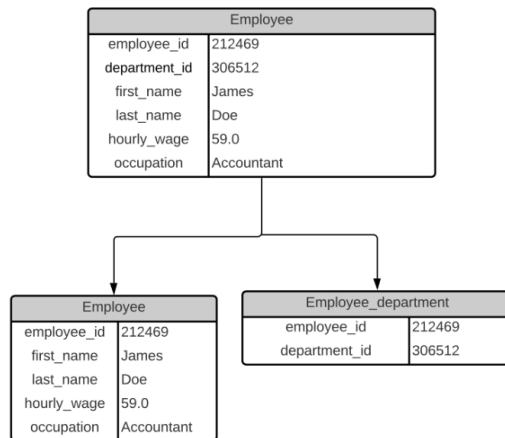 Employee
employee_id 212469
department_id 306512
first_name James
last_name Doe
hourly_wage 59.0
occupation Accountant
Employee
employee_id 212469
first_name James
last_name Doe
hourly_wage 59.0
occupation Accountant
Employee_department
employee_id 212469
department_id 306512